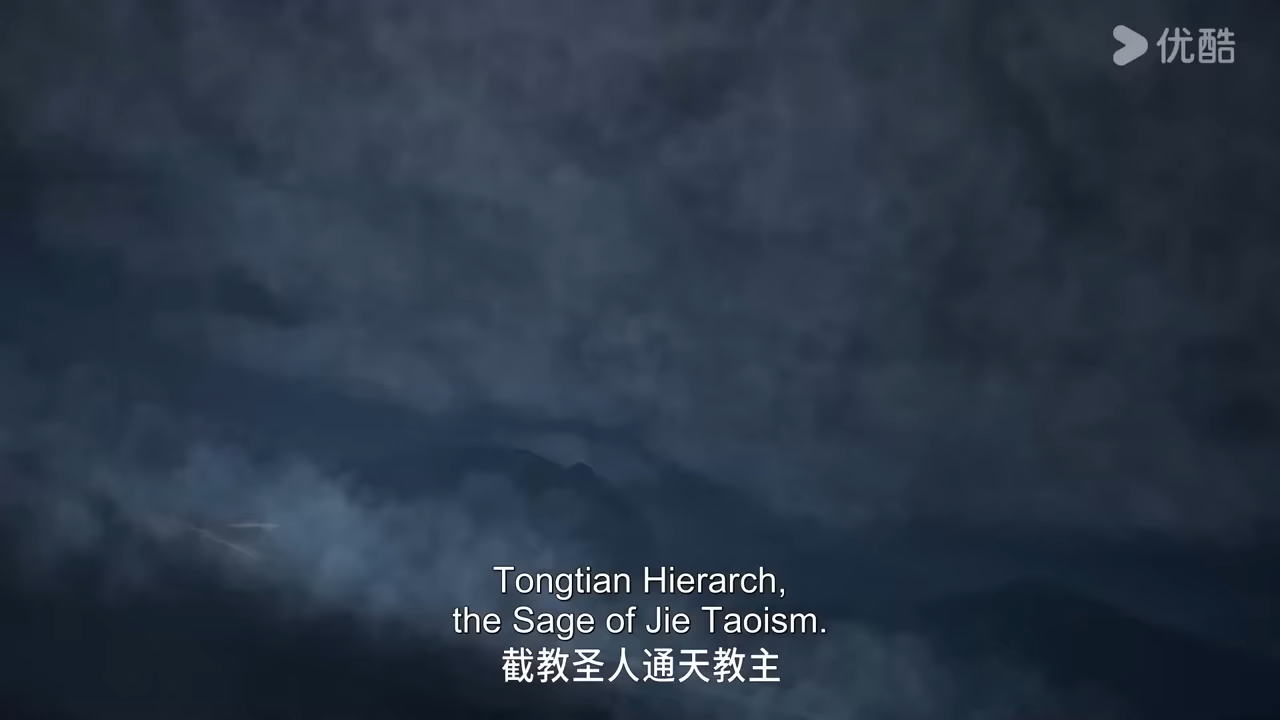 优酷
Tongtian Hierarch,
the Sage of Jie Taoism.
截教圣人通天教主